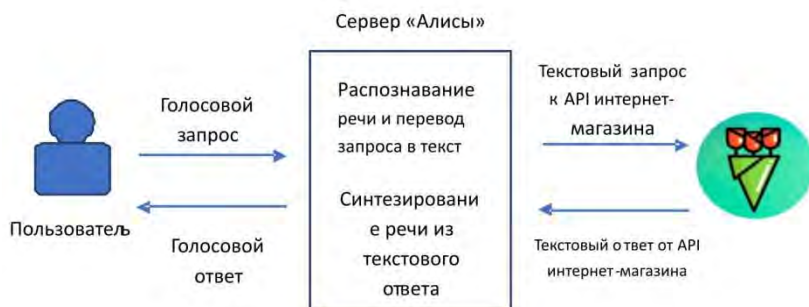 Сервер «Алисы»
Голосовой
запрос
Распознавание
речи и перевод
запроса в текст
Текстовый запрос
к API интернет-
магазина
Пользователь
Голосовой
ответ
Синтезировани
е речи из
текстового
ответа
Текстовый ответ от API
интернет-магазина